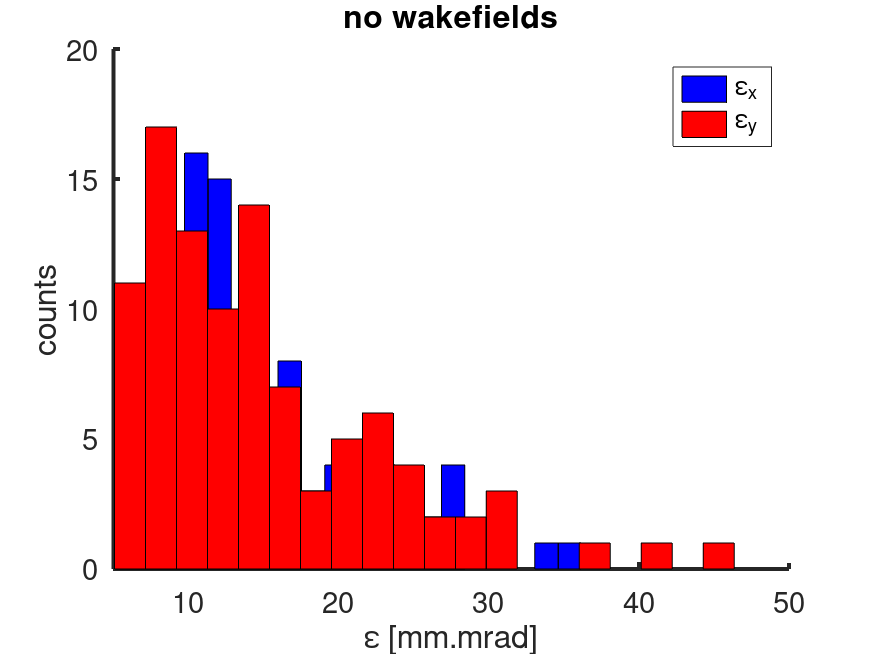 no wakefields
20
15
10
5
0
counts
εx
εy
10 20 30 40 50
ε [mm.mrad]